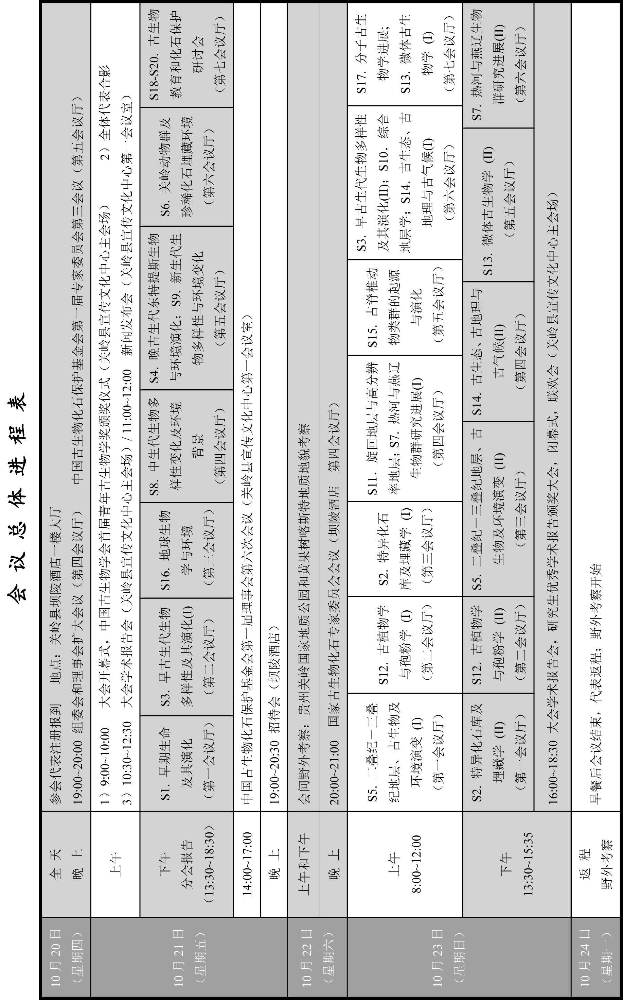 会 议 总 体 进 程 表
10 月 20 日
（星期四）
全 天
晚 上
参会代表注册报到 地点：关岭县坝陵酒店一楼大厅
19:00~20:00 组委会和理事会扩大会议（第四会议厅） 中国古生物化石保护基金会第一届专家委员会第三会议（第五会议厅）
10 月 21 日
（星期五）
上午
1）9:00~10:00 大会开幕式，中国古生物学会首届青年古生物学奖颁奖仪式（关岭县宣传文化中心主会场） 2）全体代表合影
3）10:30~12:30 大会学术报告会（关岭县宣传文化中心主会场）/ 11:00~12:00 新闻发布会（关岭县宣传文化中心第一会议室）
下午
分会报告
（13:30~18:30）
S1．早期生命
及其演化
（第一会议厅）
S3．早古生代生物
多样性及其演化(I)
（第二会议厅）
S16．地球生物
学与环境
（第三会议厅）
S8．中生代生物多
样性变化及环境
背景
（第四会议厅）
S4．晚古生代东特提斯生物
与环境演化；S9．新生代生
物多样性与环境变化
（第五会议厅）
S6．关岭动物群及
珍稀化石埋藏环境
（第六会议厅）
S18-S20．古生物
教育和化石保护
研讨会
（第七会议厅）
14:00~17:00
中国古生物化石保护基金会第一届理事会第六次会议（关岭县宣传文化中心第一会议室）
晚 上
19:00~20:30 招待会（坝陵酒店）
10 月 22 日
（星期六）
上午和下午
会间野外考察：贵州关岭国家地质公园和黄果树喀斯特地质地貌考察
晚 上
20:00~21:00 国家古生物化石专家委员会会议（坝陵酒店 第四会议厅）
10 月 23 日
（星期日）
上午
8:00~12:00
S5．二叠纪－三叠
纪地层、古生物及
环境演变 (I)
（第一会议厅）
S12．古植物学
与孢粉学 (I)
（第二会议厅）
S2．特异化石
库及埋藏学 (I)
（第三会议厅）
S11．旋回地层与高分辨
率地层；S7．热河与燕辽
生物群研究进展(I)
（第四会议厅）
S15．古脊椎动
物类群的起源
与演化
（第五会议厅）
S3．早古生代生物多样性
及其演化(II)；S10．综合
地层学；S14．古生态、古
地理与古气候(I)
（第六会议厅）
S17．分子古生
物学进展；
S13．微体古生
物学 (I)
（第七会议厅）
下午
13:30~15:35
S2．特异化石库及
埋藏学 (II)
（第一会议厅）
S12．古植物学
与孢粉学 (II)
（第二会议厅）
S5．二叠纪－三叠纪地层、古
生物及环境演变 (II)
（第三会议厅）
S14．古生态、古地理与
古气候(II)
（第四会议厅）
S13．微体古生物学 (II)
（第五会议厅）
S7．热河与燕辽生物
群研究进展(II)
（第六会议厅）
16:00~18:30 大会学术报告会，研究生优秀学术报告颁奖大会，闭幕式，联欢会（关岭县宣传文化中心主会场）
10 月 24 日
（星期一）
返 程
野外考察
早餐后会议结束，代表返程；野外考察开始